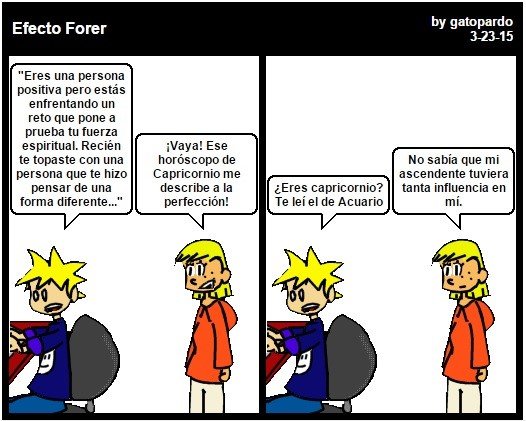 Efecto Forer
by gatopardo
3-23-15
"Eres una persona
positiva pero estás
enfrentando un
reto que pone a
prueba tu fuerza
espiritual. Recién
te topaste con una
persona que te hizo
pensar de una
forma diferente..."
¡Vaya! Ese
horóscopo de
Capricornio me
describe a la
perfección!
¿Eres capricornio?
Te leí el de Acuario
No sabía que mi
ascendente tuviera
tanta influencia en
mí.